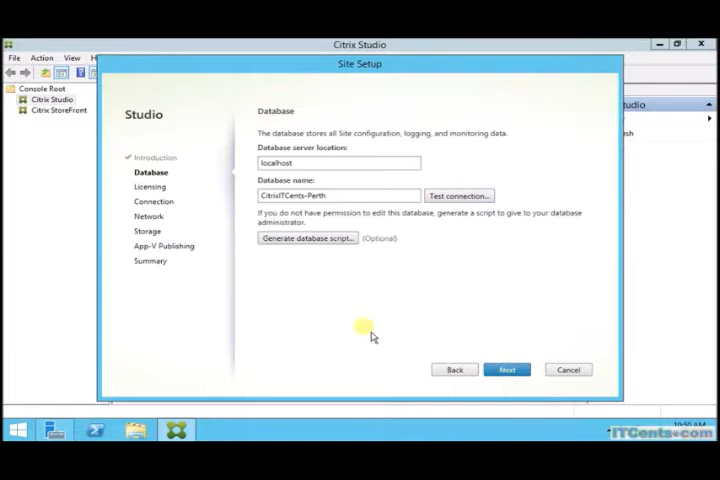 Citrix Studio
File Action View H
Site Setup
Console Root
Citrix Studio
Citrix StoreFront
Studio
Introduction
Database
Licensing
Connection
Network
Storage
App-V Publishing
Summary
Database
The database stores all Site configuration, logging, and monitoring data.
Database server location:
localhost
Database name:
CitrixITCents-Perth
Test connection...
If you do not have permission to edit this database, generate a script to give to your database
administrator.
Generate database script...
(Optional)
Back
Next
Cancel
tudio
esh
ITCents.com